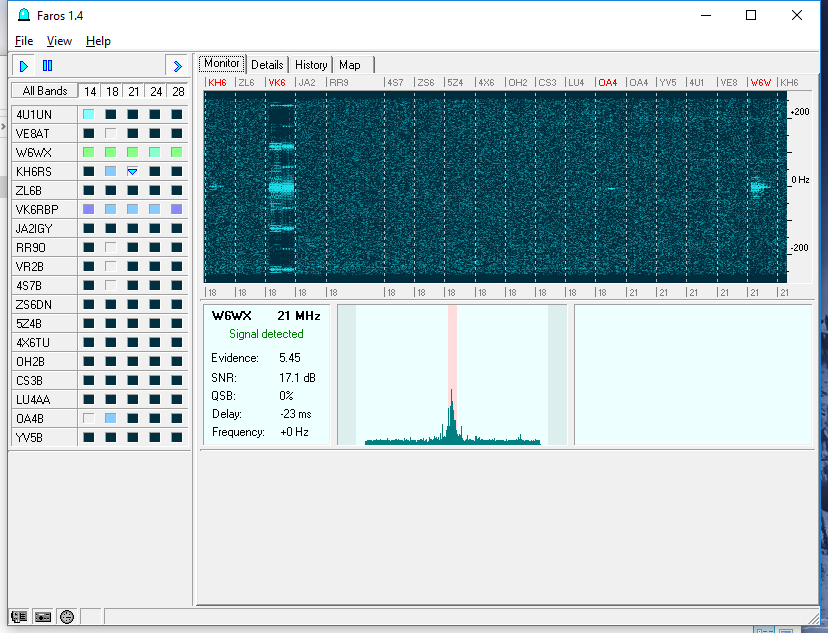 Faros 1.4
File View Help
Monitor Details History Map
KH6 ZL6 VK6 JA2 RR9 4S7 ZS6 5Z4 4X6 OH2 CS3 LU4 OA4 OA4 YV5 4U1 VE8 W6W KH6
All Bands 14 18 21 24 28
4U1UN
VE8AT
W6WX
KH6RS
ZL6B
VK6RBP
JA2IGY
RR9O
VR2B
4S7B
ZS6DN
5Z4B
4X6TU
OH2B
CS3B
LU4AA
OA4B
YV5B
+200
0 Hz
-200
18 18 18 18 18 18 18 18 18 18 18 18 18 21 21 21 21 21 21
W6WX 21 MHz
Signal detected
Evidence: 5.45
SNR: 17.1 dB
QSB: 0%
Delay: -23 ms
Frequency: +0 Hz